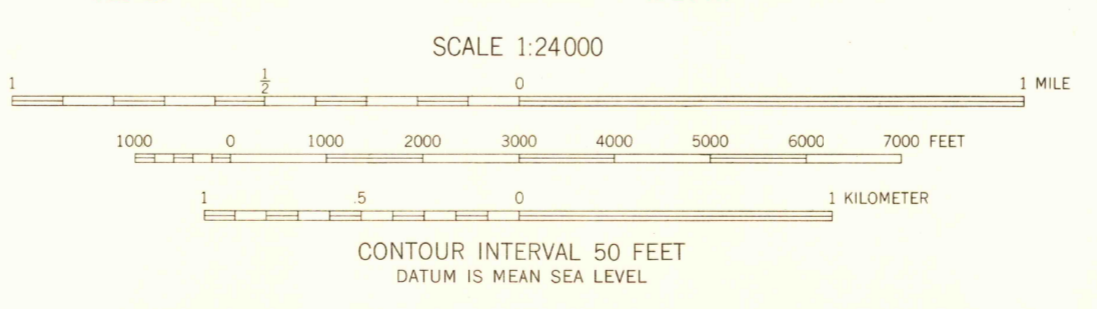 SCALE 1:24000
1 1/2 0 1 MILE
1000 0 1000 2000 3000 4000 5000 6000 7000 FEET
1 .5 0 1 KILOMETER
CONTOUR INTERVAL 50 FEET
DATUM IS MEAN SEA LEVEL